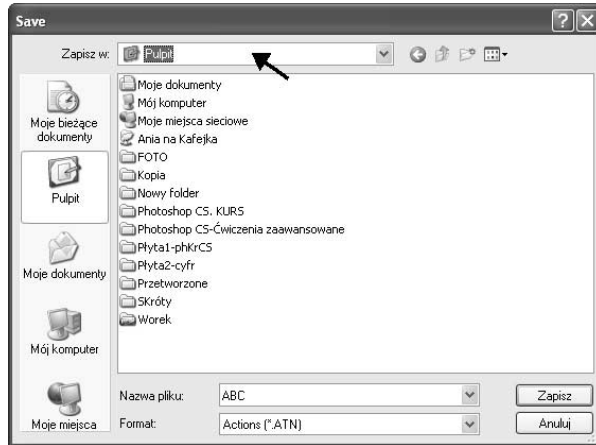 Save
Zapisz w:
Pulpit
Moje bieżące
dokumenty
Pulpit
Moje dokumenty
Mój komputer
Moje miejsca
Moje dokumenty
Mój komputer
Moje miejsca sieciowe
Ania na Kafejka
FOTO
Kopia
Nowy folder
Photoshop CS. KURS
Photoshop CS-Ćwiczenia zaawansowane
Płyta1-phKrCS
Płyta2-cyfr
Przetworzone
SKróty
Worek
Nazwa pliku:
ABC
Zapisz
Format:
Actions (*.ATN)
Anuluj